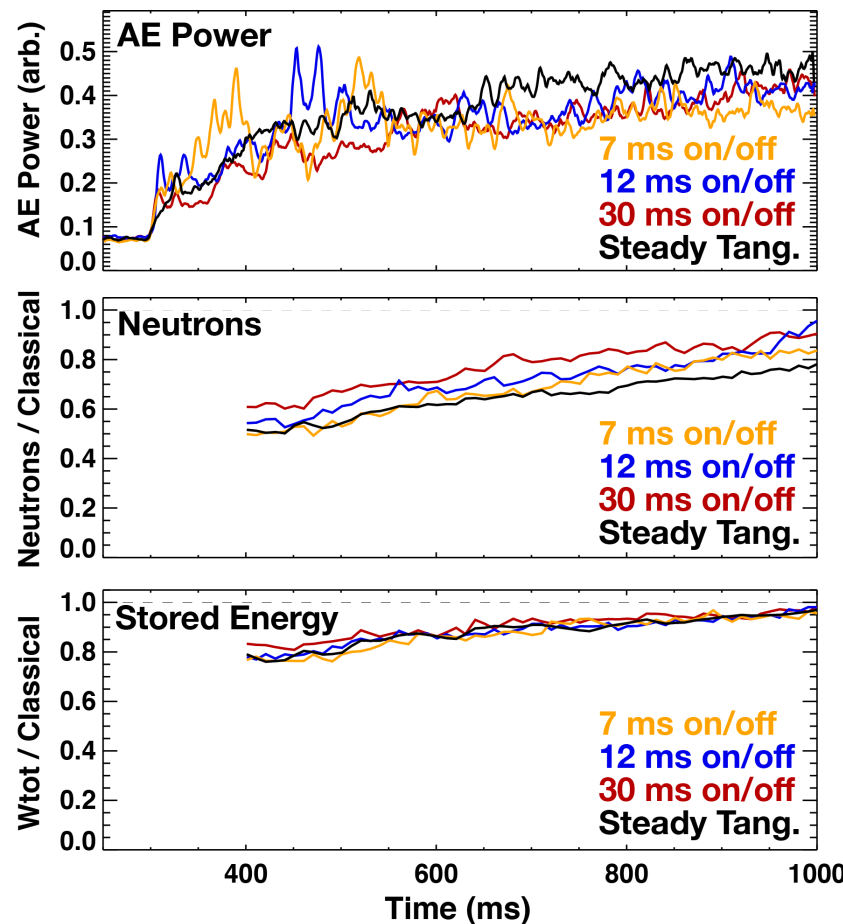 AE Power
AE Power (arb.)
0.5
0.4
0.3
0.2
0.1
0.0
7 ms on/off
12 ms on/off
30 ms on/off
Steady Tang.
Neutrons
Neutrons / Classical
1.0
0.8
0.6
0.4
0.2
0.0
7 ms on/off
12 ms on/off
30 ms on/off
Steady Tang.
Stored Energy
Wtot / Classical
1.0
0.8
0.6
0.4
0.2
0.0
7 ms on/off
12 ms on/off
30 ms on/off
Steady Tang.
400 600 800 1000
Time (ms)